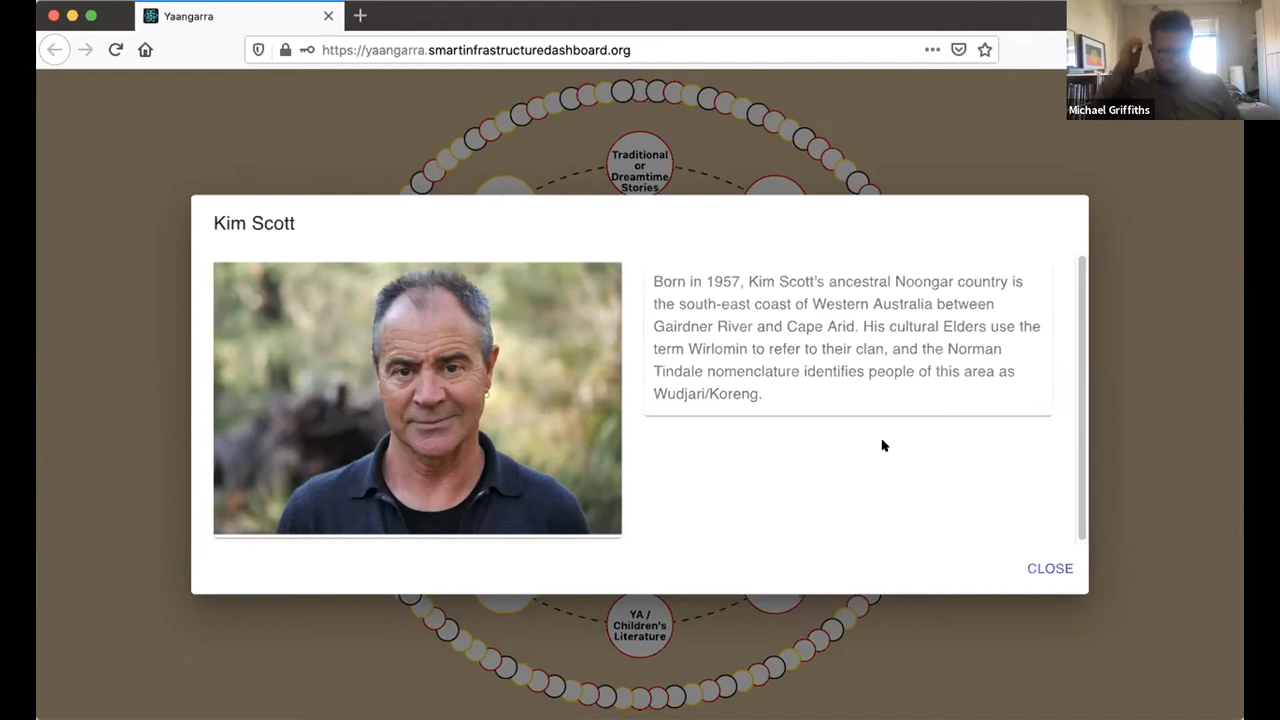 Yaangarra
https://yaangarra.smartinfrastructuredashboard.org
Michael Griffiths
Traditional
or
Dreamtime
Stories
Kim Scott
Born in 1957, Kim Scott's ancestral Noongar country is
the south-east coast of Western Australia between
Gairdner River and Cape Arid. His cultural Elders use the
term Wirlomin to refer to their clan, and the Norman
Tindale nomenclature identifies people of this area as
Wudjari/Koreng.
CLOSE
YA /
Children's
Literature